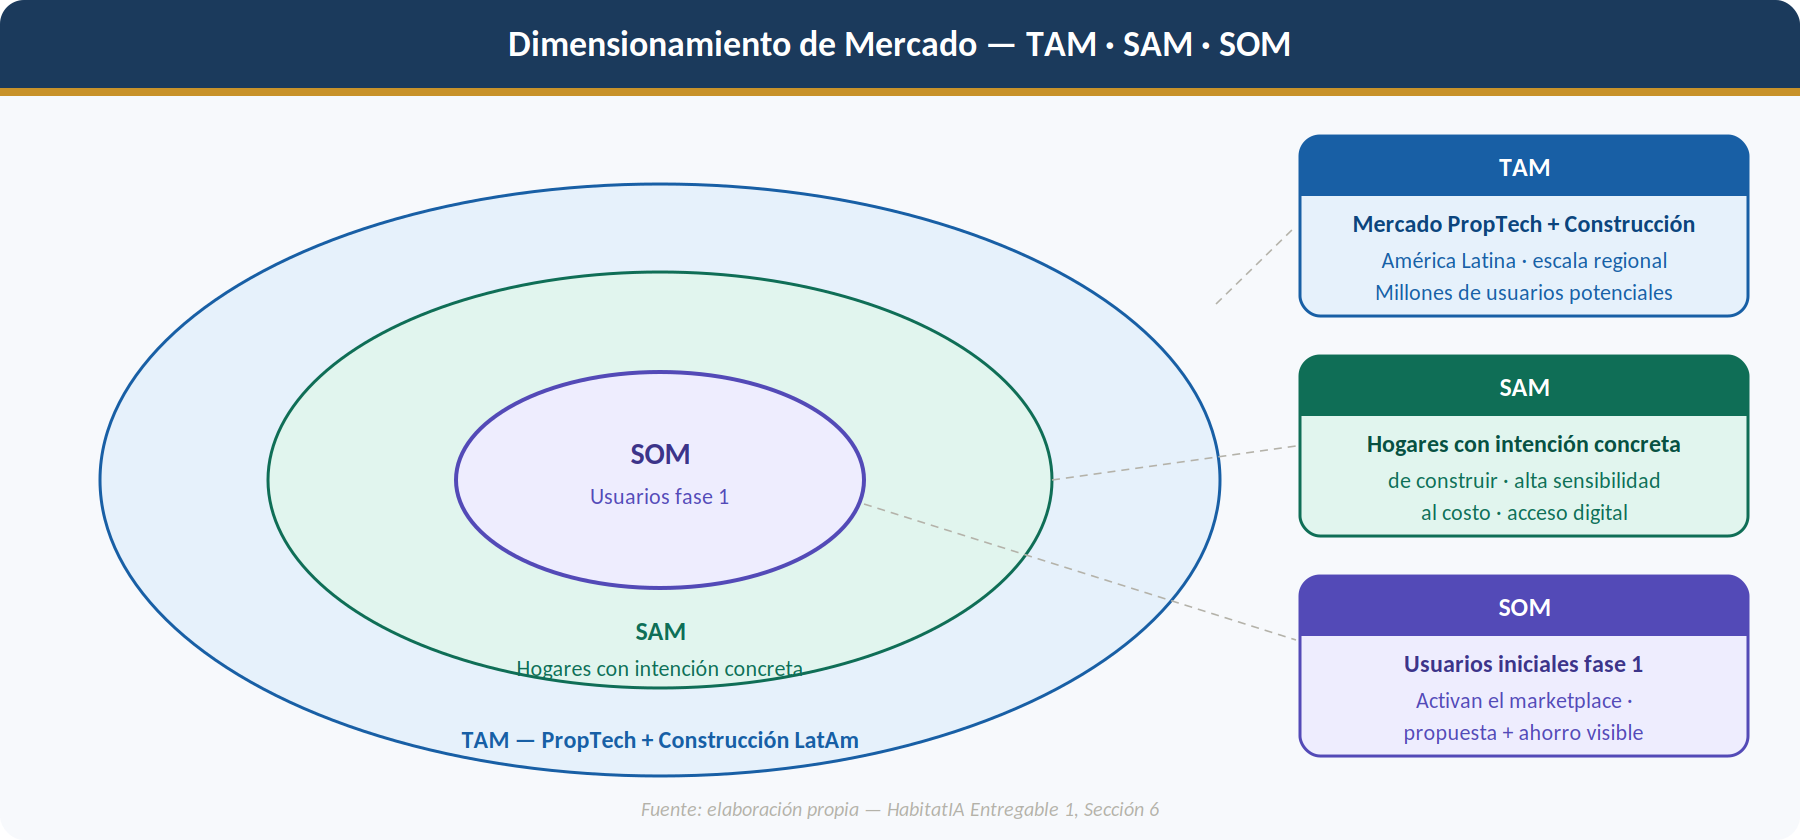 Dimensionamiento de Mercado — TAM · SAM · SOM
SOM
Usuarios fase 1
SAM
Hogares con intención concreta
TAM — PropTech + Construcción LatAm
TAM
Mercado PropTech + Construcción
América Latina · escala regional
Millones de usuarios potenciales
SAM
Hogares con intención concreta
de construir · alta sensibilidad
al costo · acceso digital
SOM
Usuarios iniciales fase 1
Activan el marketplace ·
propuesta + ahorro visible
Fuente: elaboración propia — HabitatIA Entregable 1, Sección 6